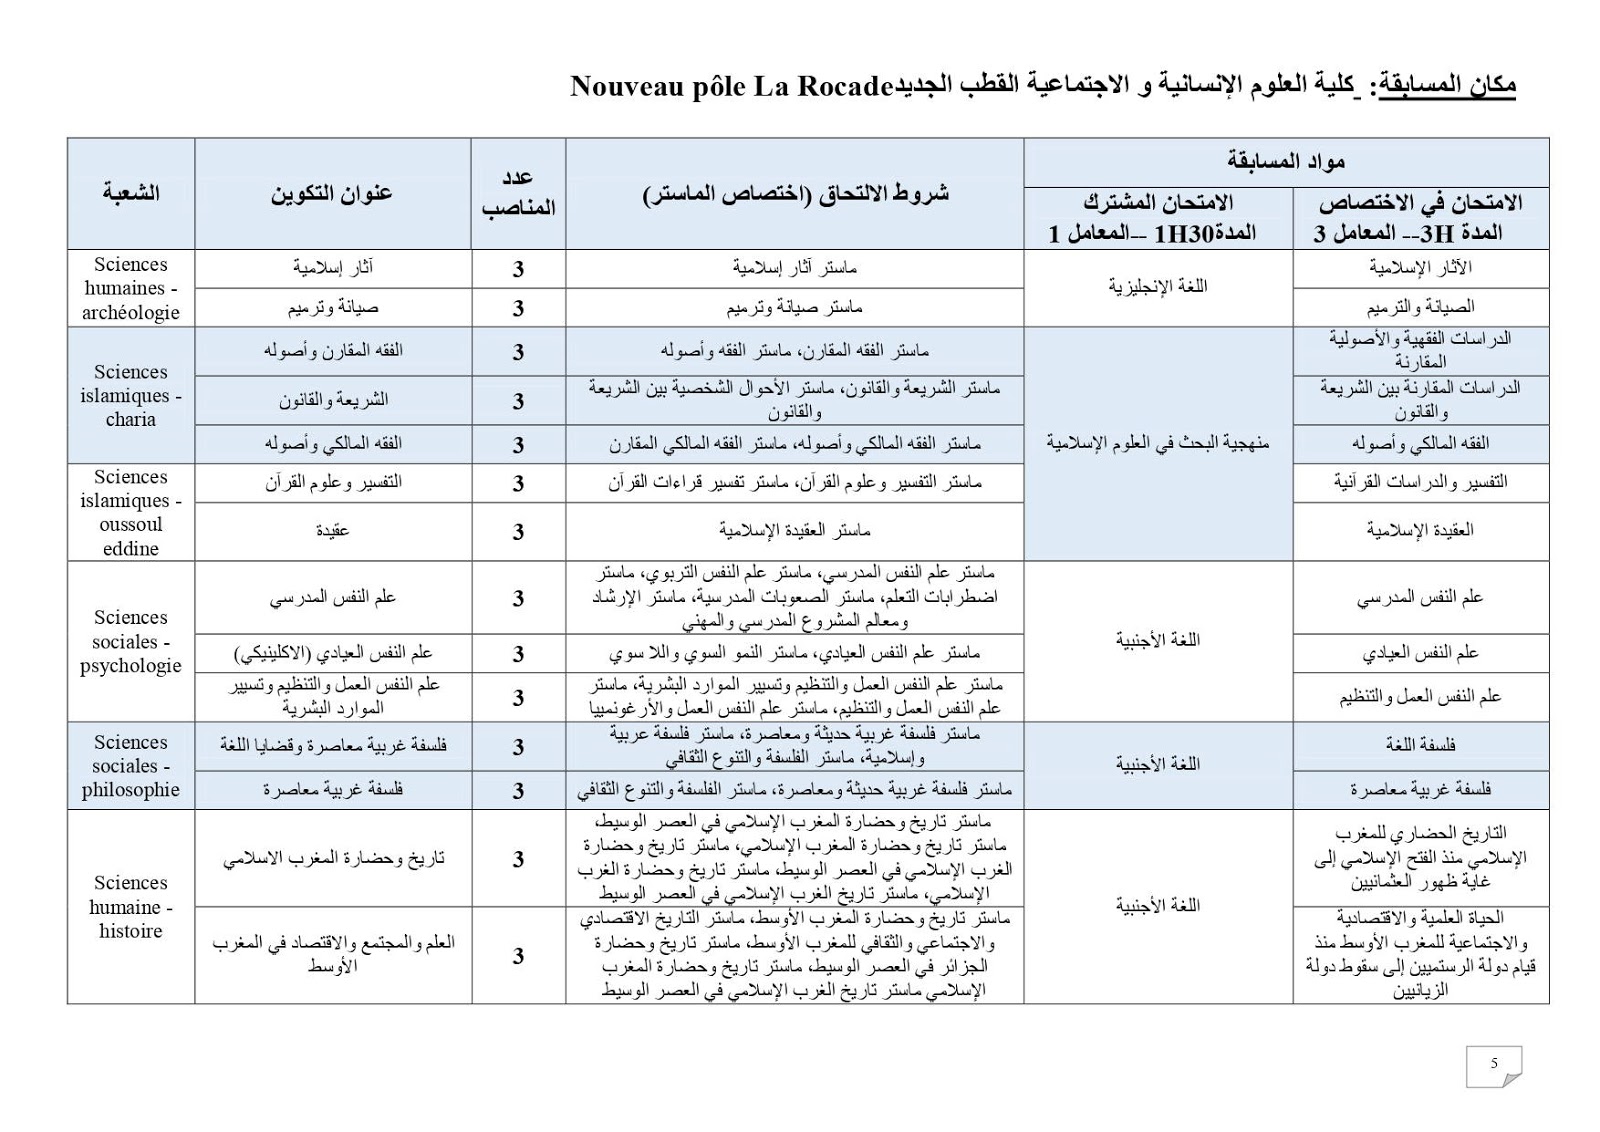 مكان المسابقة: كلية العلوم الإنسانية و الاجتماعية القطب الجديد Nouveau pôle La Rocade
الشعبة
عنوان التكوين
عدد
المناصب
شروط الالتحاق (اختصاص الماستر)
مواد المسابقة
الامتحان المشترك
المدة 1H30 –-المعامل 1
الامتحان في الاختصاص
المدة 3H-- المعامل 3
Sciences
humaines -
archéologie
آثار إسلامية
3
ماستر آثار إسلامية
اللغة الإنجليزية
الآثار الإسلامية
صيانة وترميم
3
ماستر صيانة وترميم
الصيانة والترميم
Sciences
islamiques -
charia
الفقه المقارن وأصوله
3
ماستر الفقه المقارن، ماستر الفقه وأصوله
منهجية البحث في العلوم الإسلامية
الدراسات الفقهية والأصولية
المقارنة
الشريعة والقانون
3
ماستر الشريعة والقانون، ماستر الأحوال الشخصية بين الشريعة
والقانون
الدراسات المقارنة بين الشريعة
والقانون
الفقه المالكي وأصوله
3
ماستر الفقه المالكي وأصوله، ماستر الفقه المالكي المقارن
الفقه المالكي وأصوله
Sciences
islamiques -
oussoul
eddine
التفسير وعلوم القرآن
3
ماستر التفسير وعلوم القرآن، ماستر تفسير قراءات القرآن
التفسير والدراسات القرآنية
عقيدة
3
ماستر العقيدة الإسلامية
العقيدة الإسلامية
Sciences
sociales -
psychologie
علم النفس المدرسي
3
ماستر علم النفس المدرسي، ماستر علم النفس التربوي، ماستر
اضطرابات التعلم، ماستر الصعوبات المدرسية، ماستر الإرشاد
ومعالم المشروع المدرسي والمهني
اللغة الأجنبية
علم النفس المدرسي
علم النفس العيادي (الاكلينيكي)
3
ماستر علم النفس العيادي، ماستر النمو السوي واللا سوي
علم النفس العيادي
علم النفس العمل والتنظيم وتسيير
الموارد البشرية
3
ماستر علم النفس العمل والتنظيم وتسيير الموارد البشرية، ماستر
علم النفس العمل والتنظيم، ماستر علم النفس العمل والأرغونمييا
علم النفس العمل والتنظيم
Sciences
sociales -
philosophie
فلسفة غربية معاصرة وقضايا اللغة
3
ماستر فلسفة غربية حديثة ومعاصرة، ماستر فلسفة عربية
وإسلامية، ماستر الفلسفة والتنوع الثقافي
اللغة الأجنبية
فلسفة اللغة
فلسفة غربية معاصرة
3
ماستر فلسفة غربية حديثة ومعاصرة، ماستر الفلسفة والتنوع الثقافي
فلسفة غربية معاصرة
Sciences
humaine -
histoire
تاريخ وحضارة المغرب الاسلامي
3
ماستر تاريخ وحضارة المغرب الإسلامي في العصر الوسيط،
ماستر تاريخ وحضارة المغرب الإسلامي، ماستر تاريخ وحضارة
الغرب الإسلامي في العصر الوسيط، ماستر تاريخ وحضارة الغرب
الإسلامي، ماستر تاريخ الغرب الإسلامي في العصر الوسيط
اللغة الأجنبية
التاريخ الحضاري للمغرب
الإسلامي منذ الفتح الإسلامي إلى
غاية ظهور العثمانيين
العلم والمجتمع والاقتصاد في المغرب
الأوسط
3
ماستر تاريخ وحضارة المغرب الأوسط، ماستر التاريخ الاقتصادي
والاجتماعي والثقافي للمغرب الأوسط، ماستر تاريخ وحضارة
الجزائر في العصر الوسيط، ماستر تاريخ وحضارة المغرب
الإسلامي ماستر تاريخ الغرب الإسلامي في العصر الوسيط
الحياة العلمية والاقتصادية
والاجتماعية للمغرب الأوسط منذ
قيام دولة الرستميين إلى سقوط دولة
الزيانيين
5